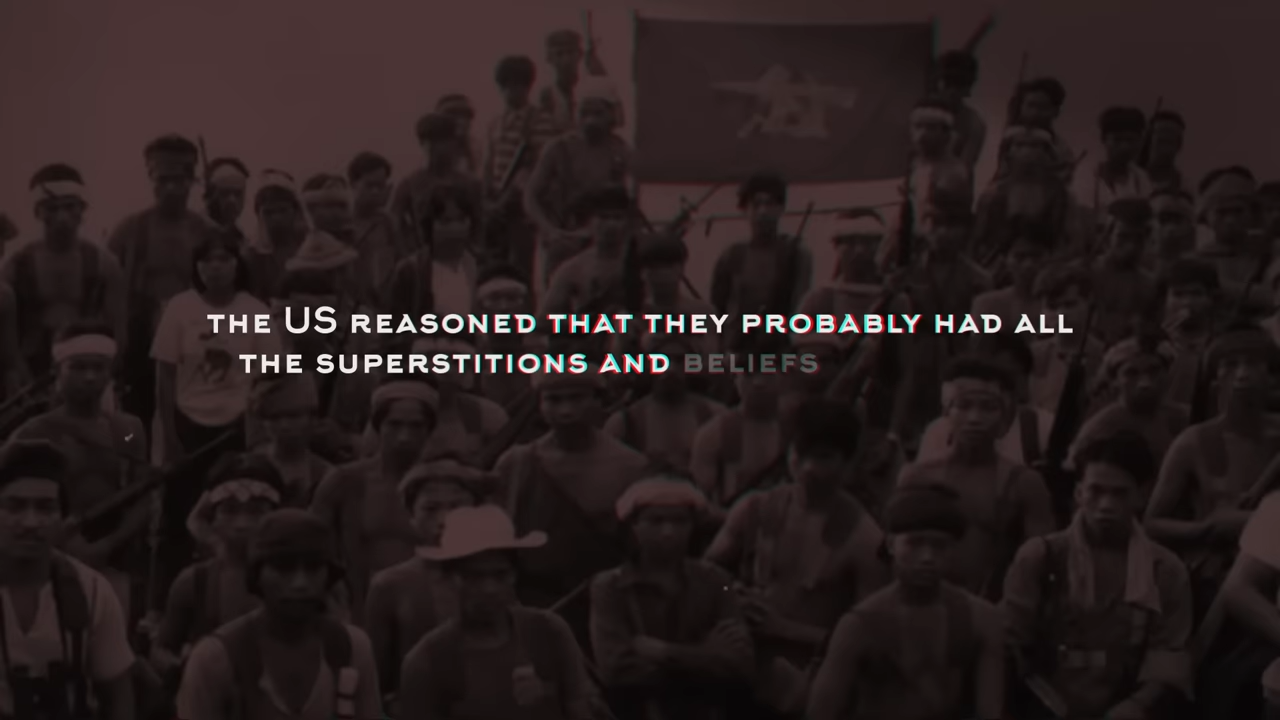 THE US REASONED THAT THEY PROBABLY HAD ALL
THE SUPERSTITIONS AND BELIEFS